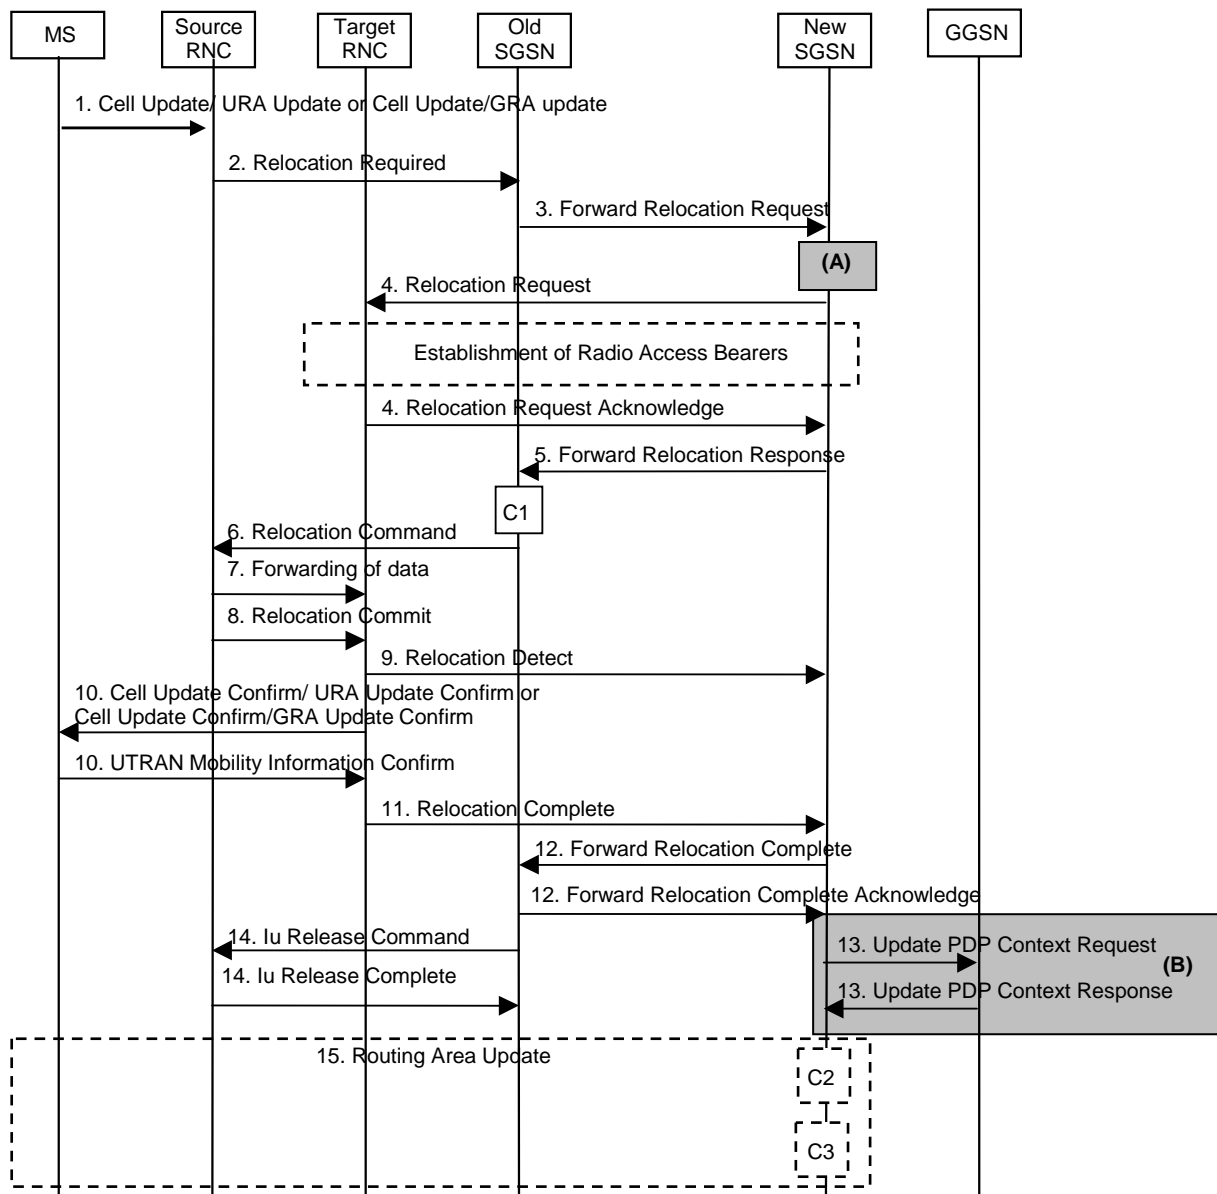 MS
Source
RNC
Target
RNC
Old
SGSN
New
SGSN
GGSN
1. Cell Update/ URA Update or Cell Update/GRA update
2. Relocation Required
3. Forward Relocation Request
(A)
4. Relocation Request
Establishment of Radio Access Bearers
4. Relocation Request Acknowledge
5. Forward Relocation Response
C1
6. Relocation Command
7. Forwarding of data
8. Relocation Commit
9. Relocation Detect
10. Cell Update Confirm/ URA Update Confirm or
Cell Update Confirm/GRA Update Confirm
10. UTRAN Mobility Information Confirm
11. Relocation Complete
12. Forward Relocation Complete
12. Forward Relocation Complete Acknowledge
14. Iu Release Command
13. Update PDP Context Request
(B)
14. Iu Release Complete
13. Update PDP Context Response
15. Routing Area Update
C2
C3